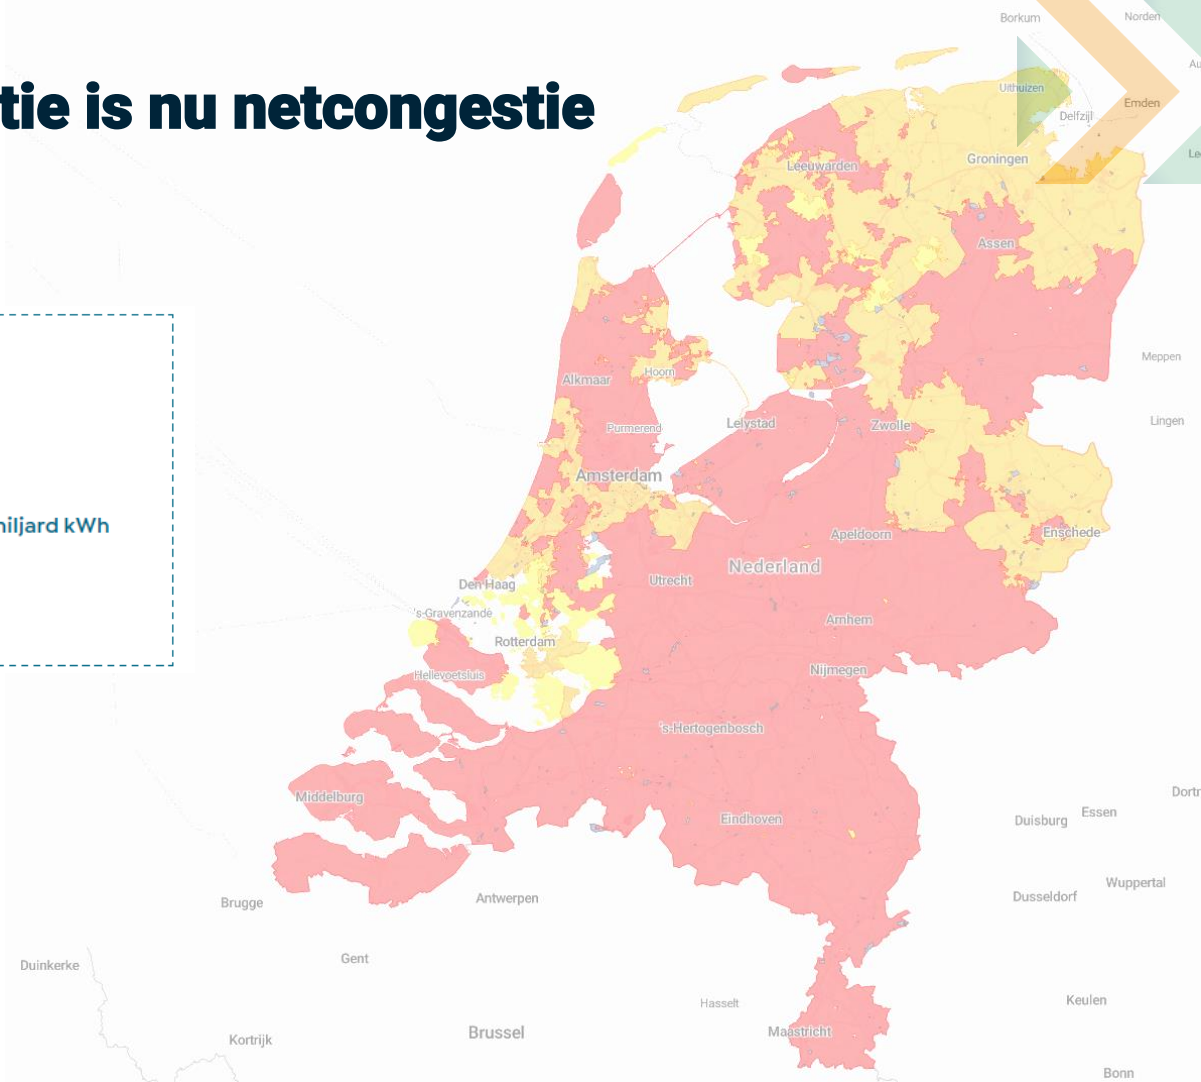 tie is nu netcongestie
Borkum
Norden
Uithuizen
Delfzijl
Emden
Groningen
Leeuwarden
Assen
Meppen
Alkmaar
Hoorn
Purmerend
Lelystad
Zwolle
Lingen
Amsterdam
miljard kWh
Apeldoorn
Enschede
Nederland
Utrecht
Den Haag
's-Gravenzande
Arnhem
Rotterdam
Hellevoetsluis
Nijmegen
's-Hertogenbosch
Middelburg
Eindhoven
Dortm
Essen
Duisburg
Wuppertal
Dusseldorf
Antwerpen
Brugge
Gent
Duinkerke
Hasselt
Keulen
Maastricht
Brussel
Kortrijk
Bonn